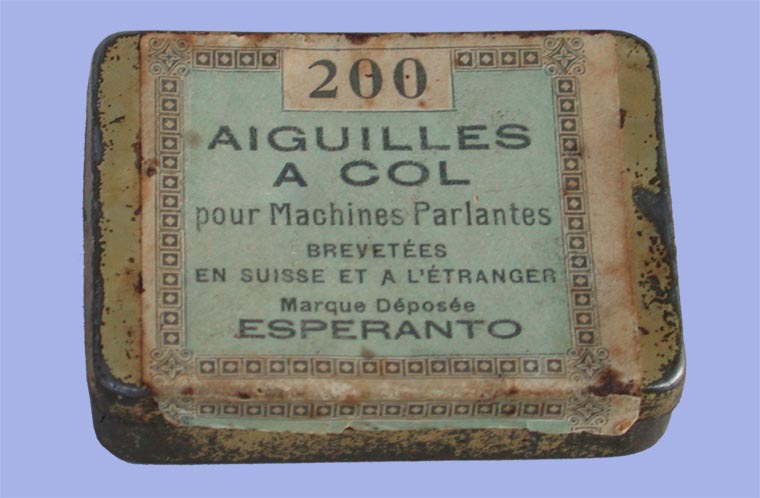 200
AIGUILLES
A COL
pour Machines Parlantes
BREVETÉES
EN SUISSE ET A L'ÉTRANGER
Marque Déposée
ESPERANTO